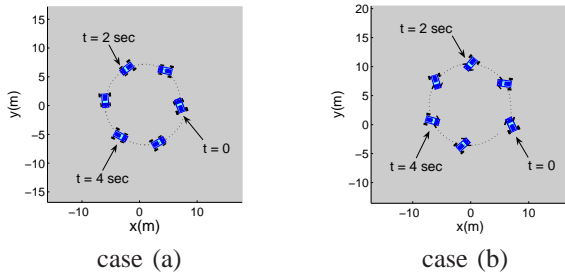 15
10
5
0
−5
−10
−15
y(m)
t = 2 sec
t = 0
t = 4 sec
−10 0 10
x(m)
case (a)
20
15
10
5
0
−5
−10
y(m)
t = 2 sec
t = 0
t = 4 sec
−10 0 10
x(m)
case (b)